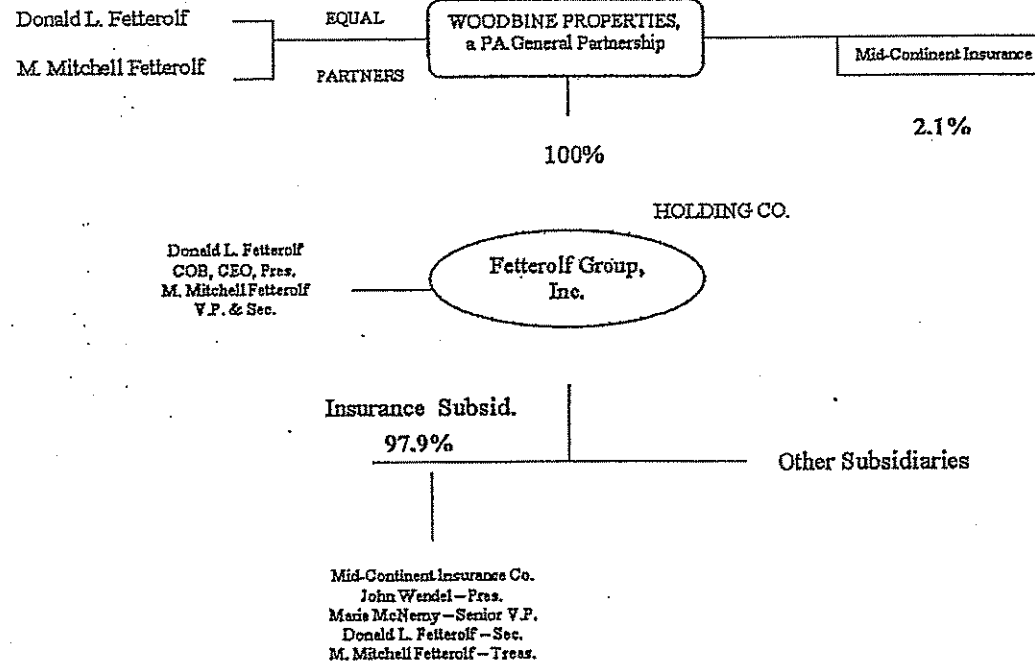 Donald L. Fetterolf
EQUAL
WOODBINE PROPERTIES,
a PA General Partnership
M. Mitchell Fetterolf
PARTNERS
Mid-Continent Insurance
2.1%
100%
HOLDING CO.
Donald L. Fetterolf
COB, CEO, Pres.
M. Mitchell Fetterolf
V.P. & Sec.
Fetterolf Group,
Inc.
Insurance Subsid.
97.9%
Other Subsidiaries
Mid-Continent Insurance Co.
John Wendel—Pres.
Marie McNemy—Senior V.P.
Donald L. Fetterolf—Sec.
M. Mitchell Fetterolf—Treas.